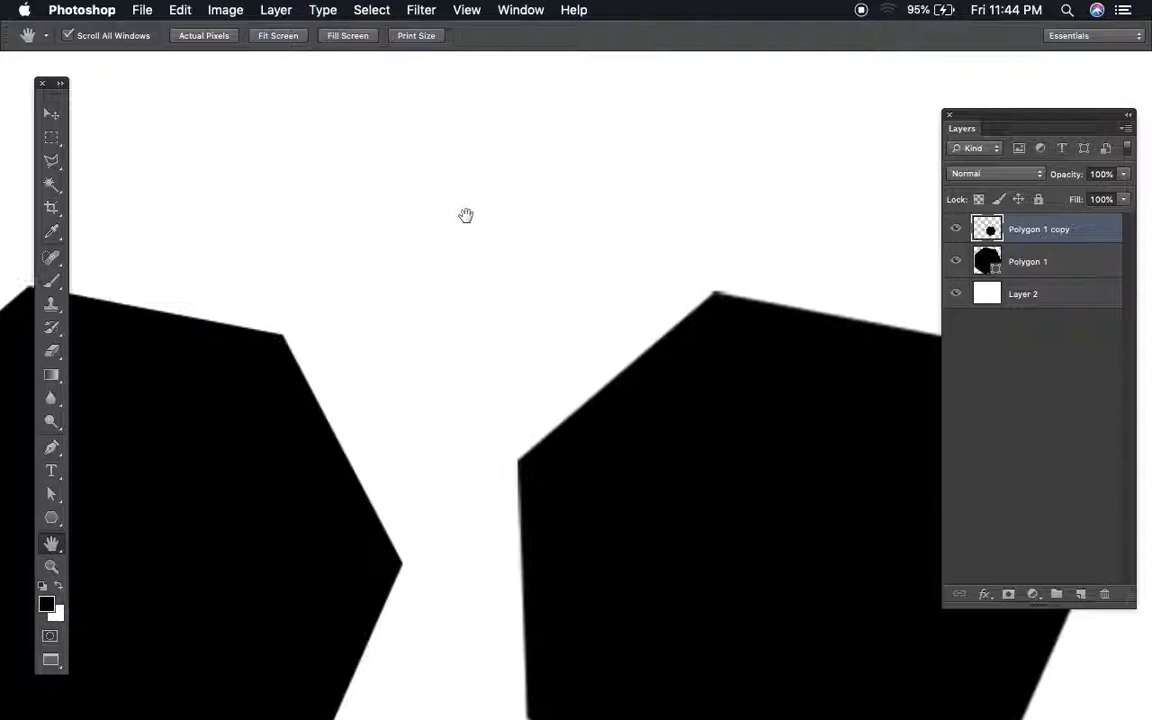 Photoshop File Edit Image Layer Type Select Filter View Window Help 95% Fri 11:44 PM
Scroll All Windows Actual Pixels Fit Screen Fill Screen Print Size Essentials
Layers
Kind
Normal Opacity: 100%
Lock: Fill: 100%
Polygon 1 copy
Polygon 1
Layer 2